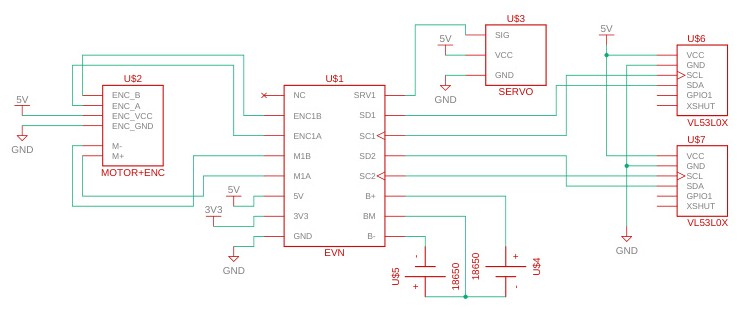 U$2
ENC_B
ENC_A
ENC_VCC
ENC_GND
M-
M+
MOTOR+ENC
5V
GND
U$1
NC
ENC1B
ENC1A
M1B
M1A
5V
3V3
GND
SRV1
SD1
SC1
SD2
SC2
B+
BM
B-
EVN
5V
3V3
GND
U$3
SIG
VCC
GND
SERVO
5V
GND
U$5
-
+
18650
18650
+
-
U$4
5V
U$6
VCC
GND
SCL
SDA
GPIO1
XSHUT
VL53L0X
U$7
VCC
GND
SCL
SDA
GPIO1
XSHUT
VL53L0X
GND